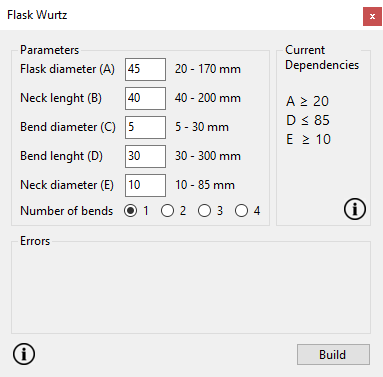 Flask Wurtz
x
Parameters
Flask diameter (A) 45 20 - 170 mm
Neck lenght (B) 40 40 - 200 mm
Bend diameter (C) 5 5 - 30 mm
Bend lenght (D) 30 30 - 300 mm
Neck diameter (E) 10 10 - 85 mm
Number of bends 1 2 3 4
Current
Dependencies
A ≥ 20
D ≤ 85
E ≥ 10
i
Errors
i
Build